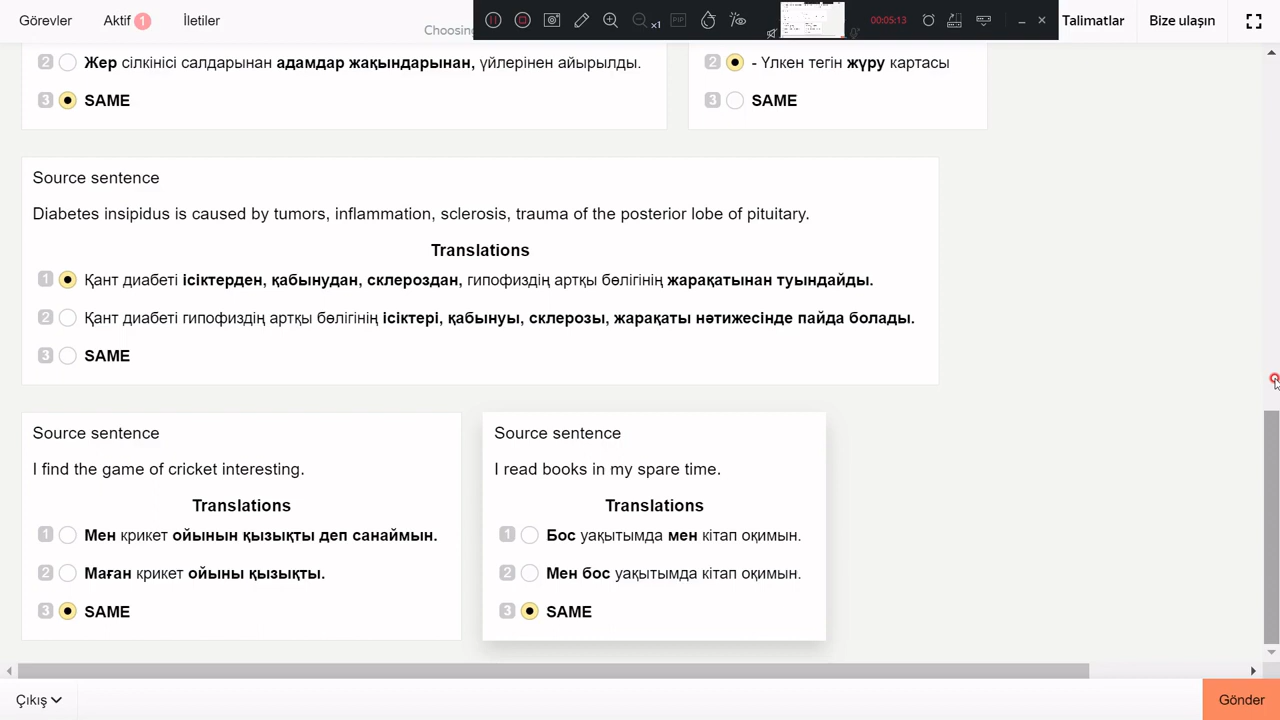 Görevler Aktif 1 İletiler Talimatlar Bize ulaşın
Choosin
x1 PIP 00:05:13
2 Жер сілкінісі салдарынан адамдар жақындарынан, үйлерінен айырылды.
3 SAME
2 - Үлкен тегін жүру картасы
3 SAME
Source sentence
Diabetes insipidus is caused by tumors, inflammation, sclerosis, trauma of the posterior lobe of pituitary.
Translations
1 Қант диабеті ісіктерден, қабынудан, склероздан, гипофиздің артқы бөлігінің жарақатынан туындайды.
2 Қант диабеті гипофиздің артқы бөлігінің ісіктері, қабынуы, склерозы, жарақаты нәтижесінде пайда болады.
3 SAME
Source sentence
I find the game of cricket interesting.
Translations
1 Мен крикет ойынын қызықты деп санаймын.
2 Маған крикет ойыны қызықты.
3 SAME
Source sentence
I read books in my spare time.
Translations
1 Бос уақытымда мен кітап оқимын.
2 Мен бос уақытымда кітап оқимын.
3 SAME
Çıkış
Gönder